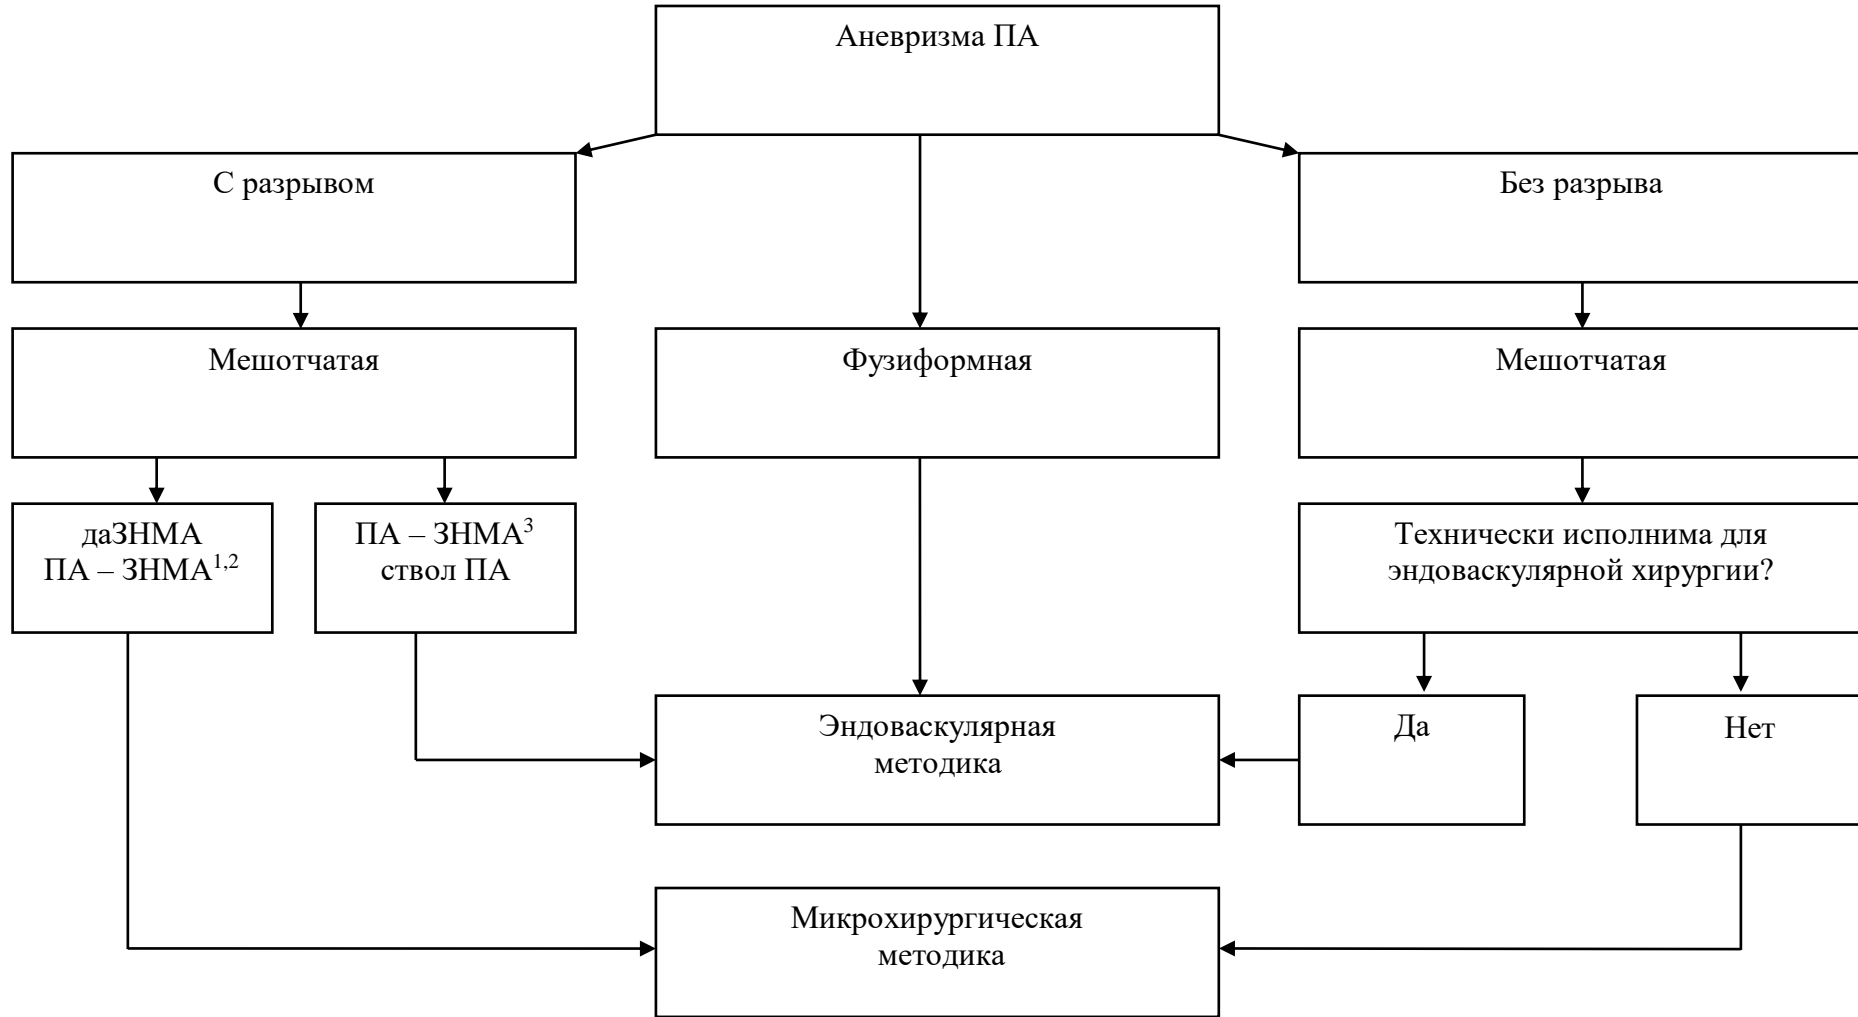 Аневризма ПА
С разрывом
Без разрыва
Мешотчатая
Фузиформная
Мешотчатая
даЗНМА
ПА – ЗНМА1,2
ПА – ЗНМА3
ствол ПА
Технически исполнима для
эндоваскулярной хирургии?
Эндоваскулярная
методика
Да
Нет
Микрохирургическая
методика